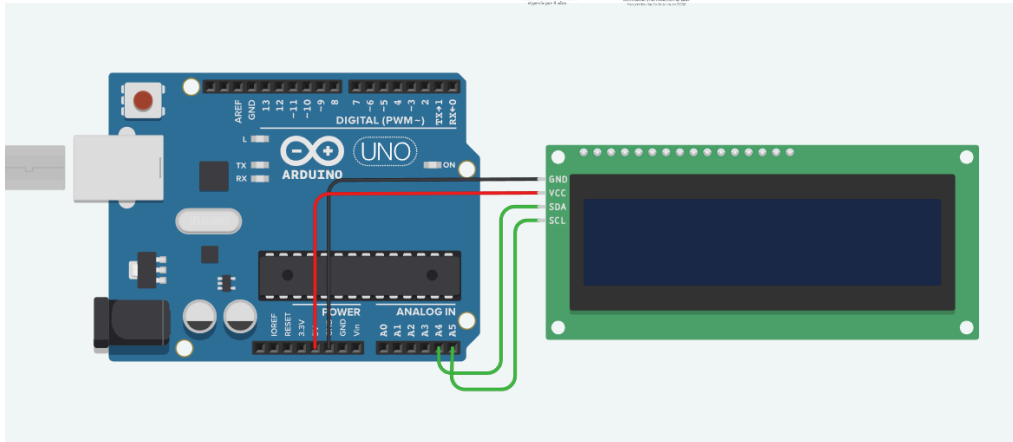 AREF
GND
13
12
~11
~10
~9
8
7
~6
~5
4
~3
2
TX→1
RX←0
DIGITAL (PWM~)
L
TX
RX
UNO
ON
ARDUINO
GND
VCC
SDA
SCL
POWER
ANALOG IN
IOREF
RESET
3.3V
GND
Vin
A0
A1
A2
A3
A4
A5